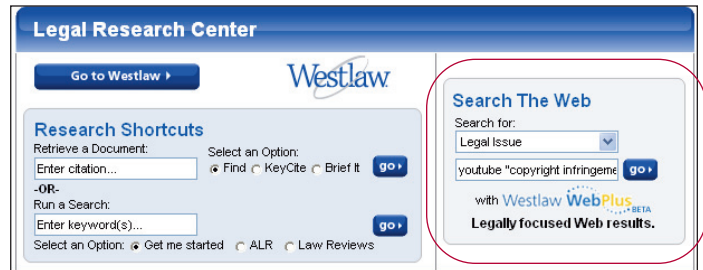 Legal Research Center
Go to Westlaw
Westlaw
Research Shortcuts
Retrieve a Document:
Select an Option:
Enter citation...
Find KeyCite Brief It
go
-OR-
Run a Search:
Enter keyword(s)...
go
Select an Option: Get me started ALR Law Reviews
Search The Web
Search for:
Legal Issue
youtube "copyright infringeme
go
with Westlaw WebPlus BETA
Legally focused Web results.